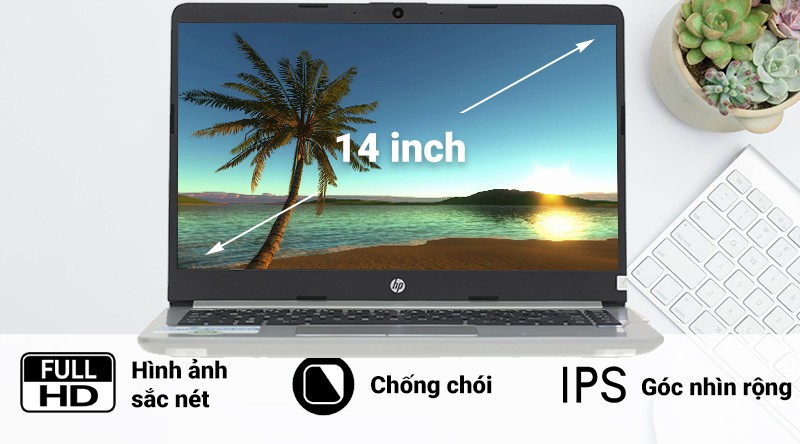 14 inch
hp
FULL
HD
Hình ảnh
sắc nét
Chống chói
IPS
Góc nhìn rộng